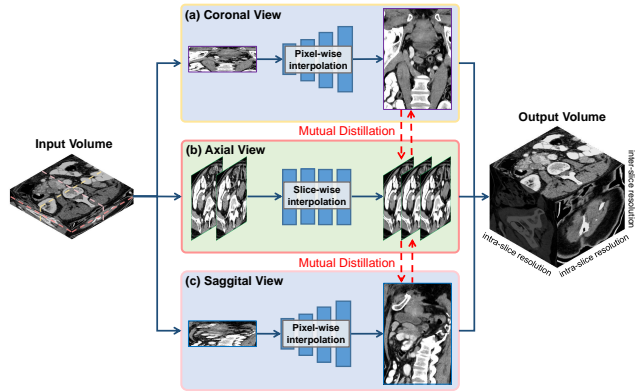 (a) Coronal View
Pixel-wise
interpolation
Mutual Distillation
Input Volume
(b) Axial View
Slice-wise
interpolation
Output Volume
inter-slice resolution
intra-slice resolution
intra-slice resolution
Mutual Distillation
(c) Saggital View
Pixel-wise
interpolation